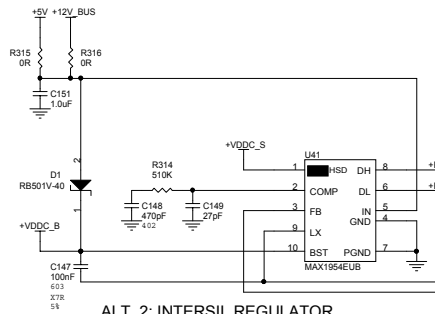 +5V +12V_BUS
R315
0R
R316
0R
C151
1.0uF
2
D1
RB501V-40
1
+VDDC_B
C147
100nF
603
X7R
5%
R314
510K
C148
470pF
402
C149
27pF
+VDDC_S
U41
1 HSD DH 8
2 COMP DL 6
3 FB IN 5
GND 4
9 LX
10 BST PGND 7
MAX1954EUB
ALT. 2: INTERSIL REGULATOR